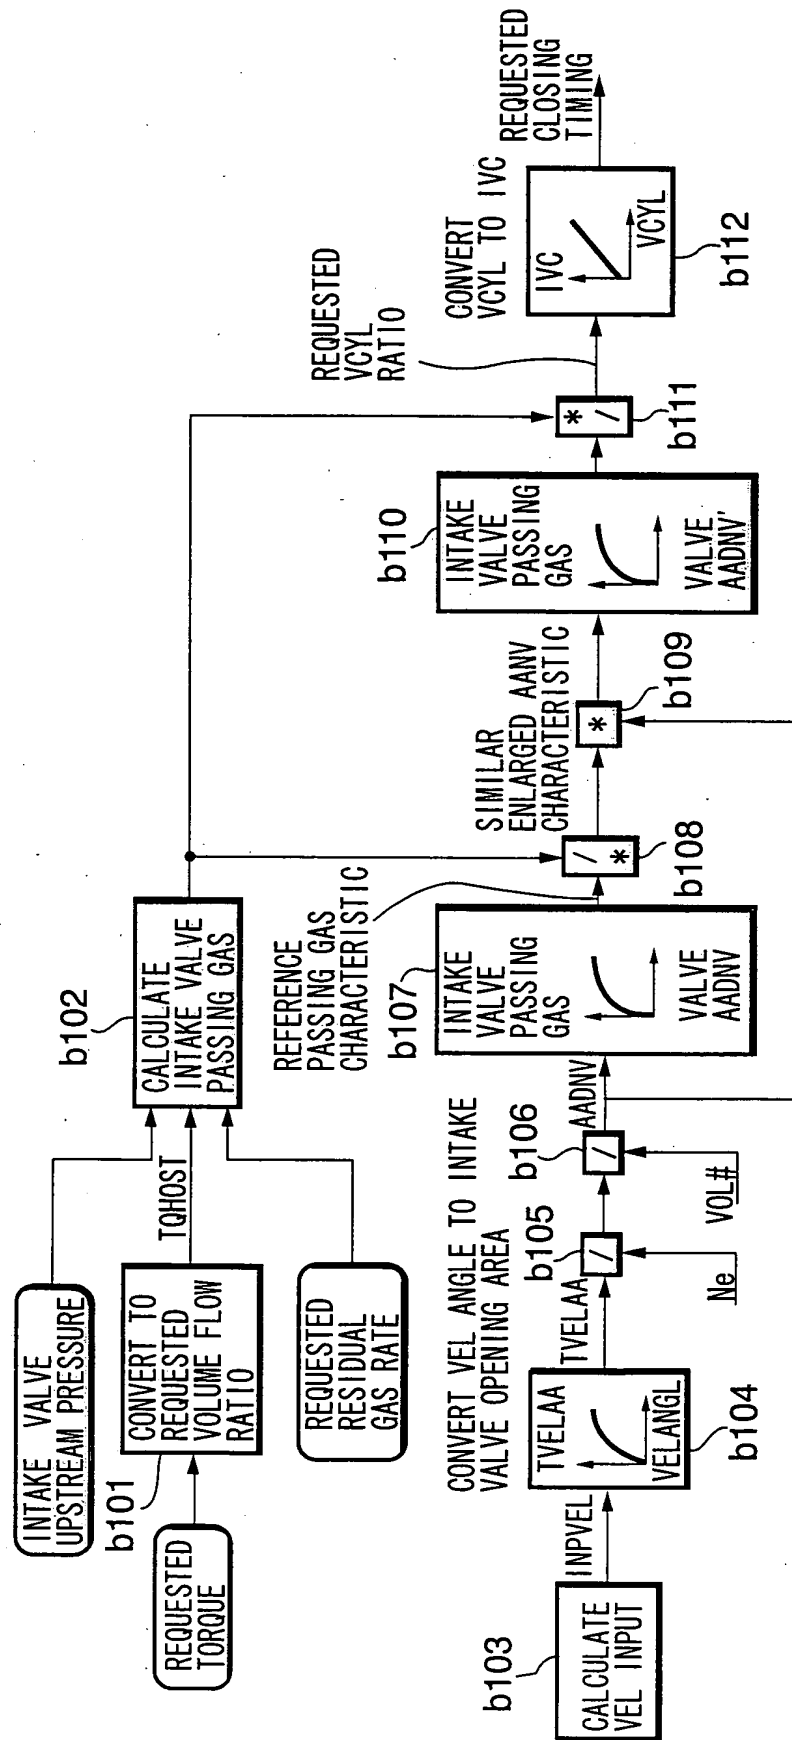 INTAKE VALVE
UPSTREAM PRESSURE
REQUESTED
TORQUE
b101
CONVERT TO
REQUESTED
VOLUME FLOW
RATIO
TQHOST
REQUESTED
RESIDUAL
GAS RATE
b102
CALCULATE
INTAKE VALVE
PASSING GAS
b103
CALCULATE
VEL INPUT
INPVEL
CONVERT VEL ANGLE TO INTAKE
VALVE OPENING AREA
TVELAA
VELANGL
b104
TVELAA
b105
/
Ne
b106
/
VOL#
AADNV
b107
INTAKE
VALVE
PASSING
GAS
VALVE
AADNV
REFERENCE
PASSING GAS
CHARACTERISTIC
/
*
b108
SIMILAR
ENLARGED AANV
CHARACTERISTIC
*
b109
b110
INTAKE
VALVE
PASSING
GAS
VALVE
AADNV'
*
/
b111
REQUESTED
VCYL
RATIO
CONVERT
VCYL TO IVC
IVC
VCYL
b112
REQUESTED
CLOSING
TIMING